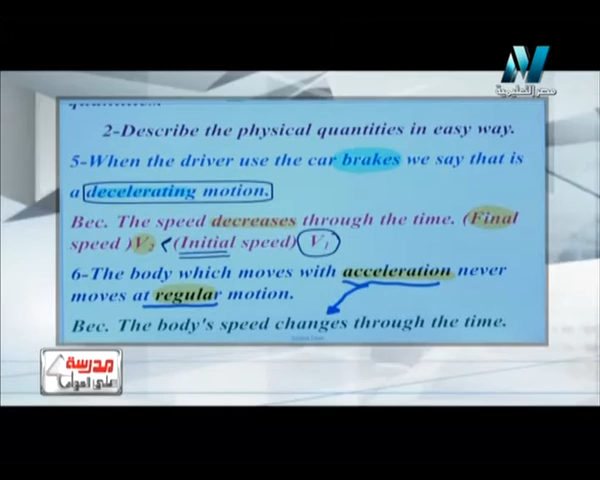 مصر التعليمية
2-Describe the physical quantities in easy way.
5-When the driver use the car brakes we say that is
a decelerating motion.
Bec. The speed decreases through the time. (Final
speed )V₂ < (Initial speed) V₁
6-The body which moves with acceleration never
moves at regular motion.
Bec. The body's speed changes through the time.
مدرسة
على الهواء